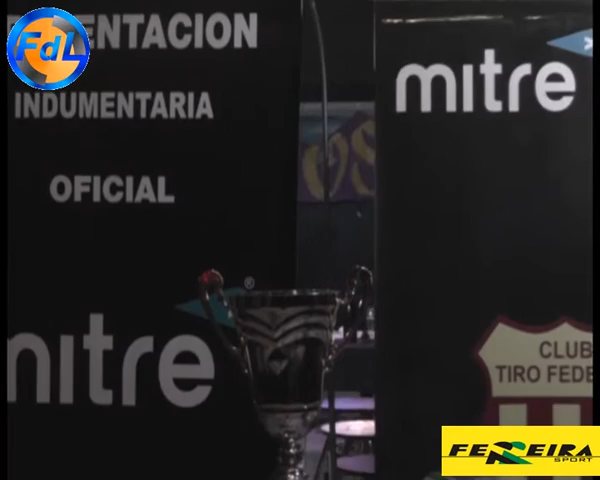 FdL
ENTACION
INDUMENTARIA
OFICIAL
mitre
®
mitre
CLUB
TIRO FEDE
FERREIRA
SPORT